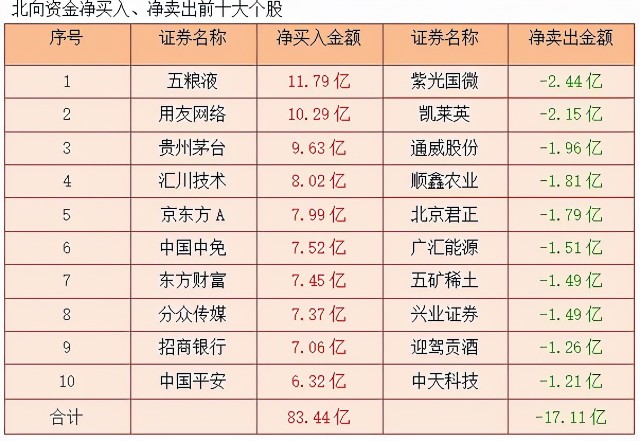 北向资金净买入、净卖出前十大个股
序号 证券名称 净买入金额 证券名称 净卖出金额
1 五粮液 11.79 亿 紫光国微 -2.44 亿
2 用友网络 10.29 亿 凯莱英 -2.15 亿
3 贵州茅台 9.63 亿 通威股份 -1.96 亿
4 汇川技术 8.02 亿 顺鑫农业 -1.81 亿
5 京东方 A 7.99 亿 北京君正 -1.79 亿
6 中国中免 7.52 亿 广汇能源 -1.51 亿
7 东方财富 7.45 亿 五矿稀土 -1.49 亿
8 分众传媒 7.37 亿 兴业证券 -1.49 亿
9 招商银行 7.06 亿 迎驾贡酒 -1.26 亿
10 中国平安 6.32 亿 中天科技 -1.21 亿
合计 83.44 亿 -17.11 亿